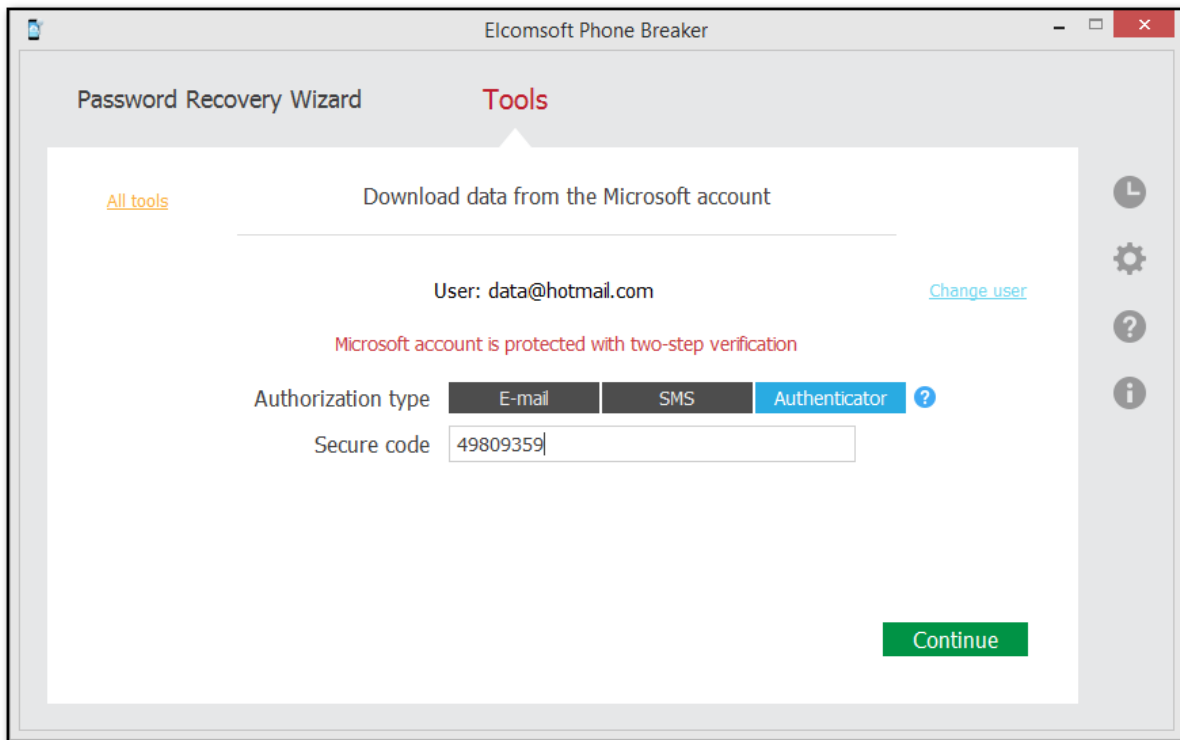 Elcomsoft Phone Breaker
Password Recovery Wizard Tools
All tools Download data from the Microsoft account
User: data@hotmail.com Change user
Microsoft account is protected with two-step verification
Authorization type E-mail SMS Authenticator ?
Secure code 49809359
Continue